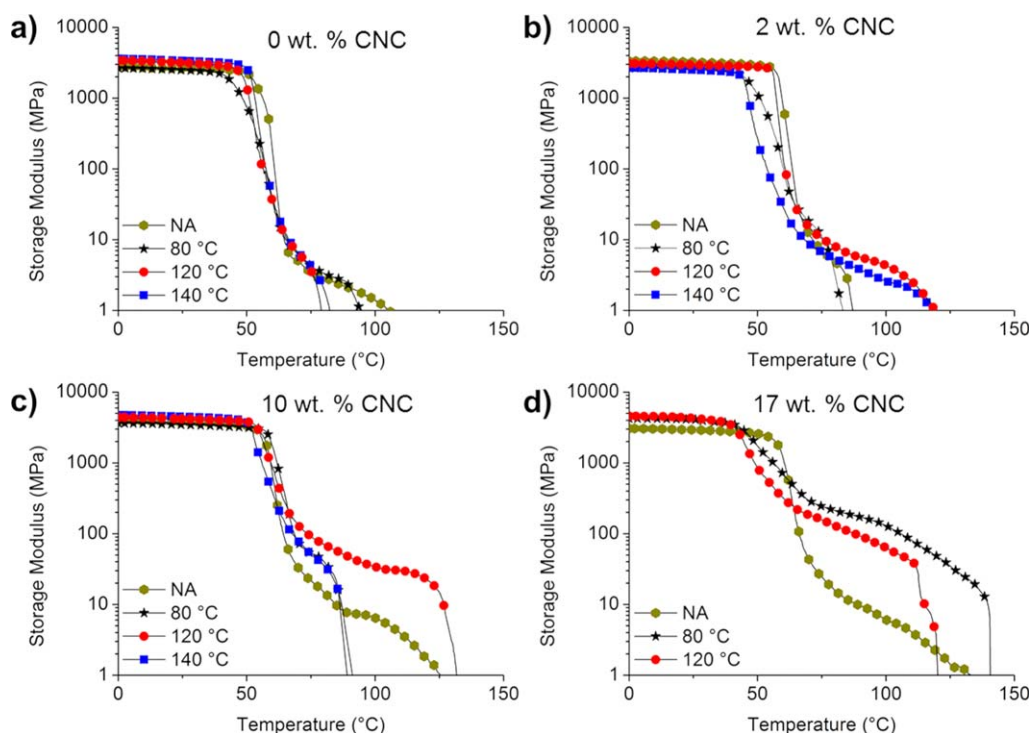 a)
0 wt. % CNC
Storage Modulus (MPa)
10000
1000
100
10
1
NA
80 °C
120 °C
140 °C
0
50
100
150
Temperature (°C)
b)
2 wt. % CNC
Storage Modulus (MPa)
10000
1000
100
10
1
NA
80 °C
120 °C
140 °C
0
50
100
150
Temperature (°C)
c)
10 wt. % CNC
Storage Modulus (MPa)
10000
1000
100
10
1
NA
80 °C
120 °C
140 °C
0
50
100
150
Temperature (°C)
d)
17 wt. % CNC
Storage Modulus (MPa)
10000
1000
100
10
1
NA
80 °C
120 °C
0
50
100
150
Temperature (°C)